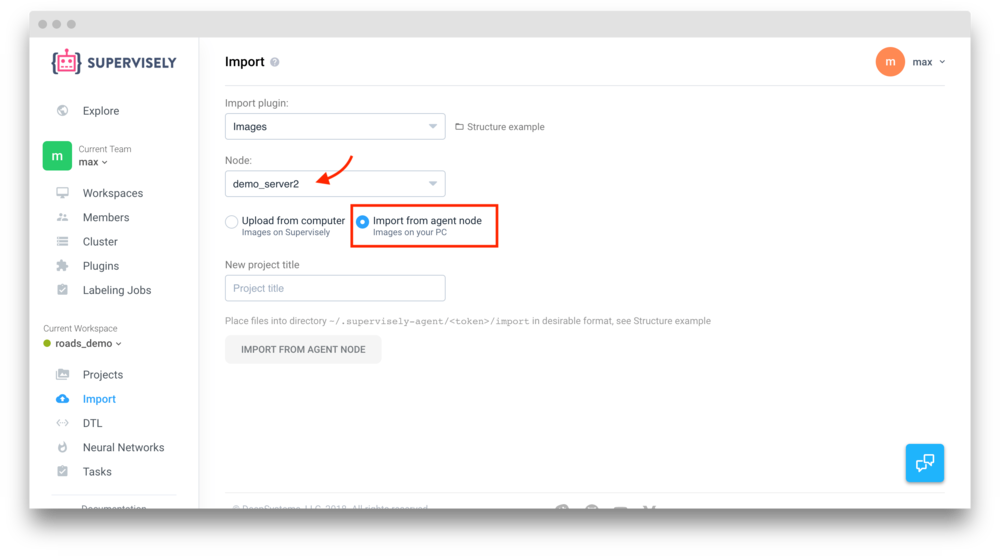 SUPERVISELY
Import
m
max
Explore
Current Team
m
max
Workspaces
Members
Cluster
Plugins
Labeling Jobs
Current Workspace
roads_demo
Projects
Import
DTL
Neural Networks
Tasks
Documentation
Import plugin:
Images
Structure example
Node:
demo_server2
Upload from computer
Images on Supervisely
Import from agent node
Images on your PC
New project title
Project title
Place files into directory ~/.supervisely-agent/<token>/import in desirable format, see Structure example
IMPORT FROM AGENT NODE
© DeepSystems, LLC, 2018. All rights reserved.